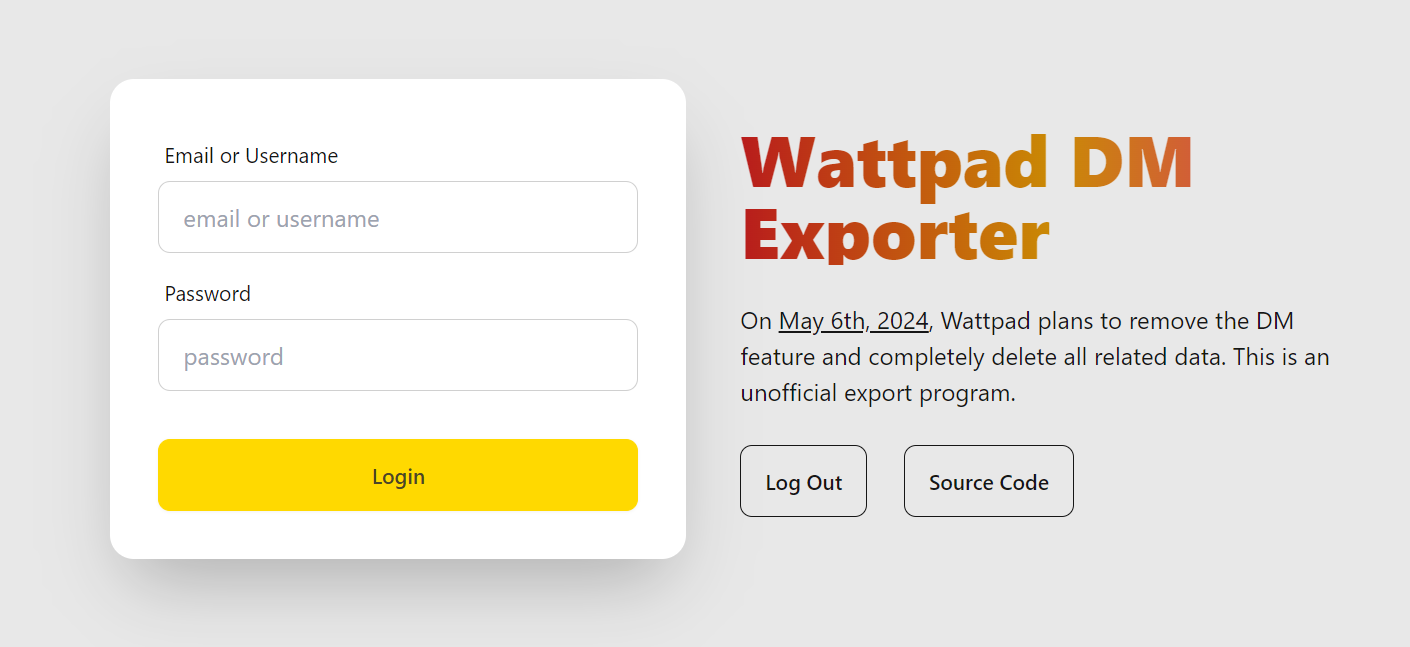 Email or Username
email or username
Password
password
Login
Wattpad DM
Exporter
On May 6th, 2024, Wattpad plans to remove the DM
feature and completely delete all related data. This is an
unofficial export program.
Log Out
Source Code